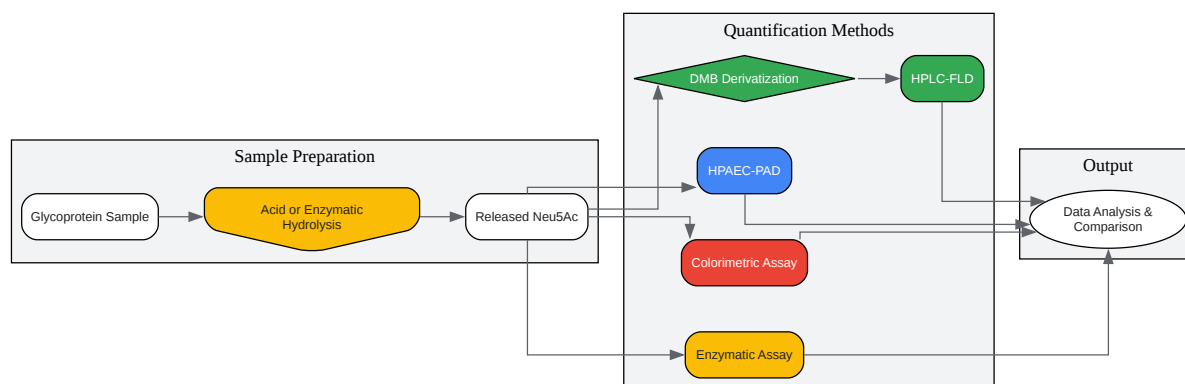 Quantification Methods
DMB Derivatization
HPLC-FLD
Sample Preparation
Output
HPAEC-PAD
Glycoprotein Sample
Acid or Enzymatic
Hydrolysis
Released Neu5Ac
Data Analysis &
Comparison
Colorimetric Assay
Enzymatic Assay